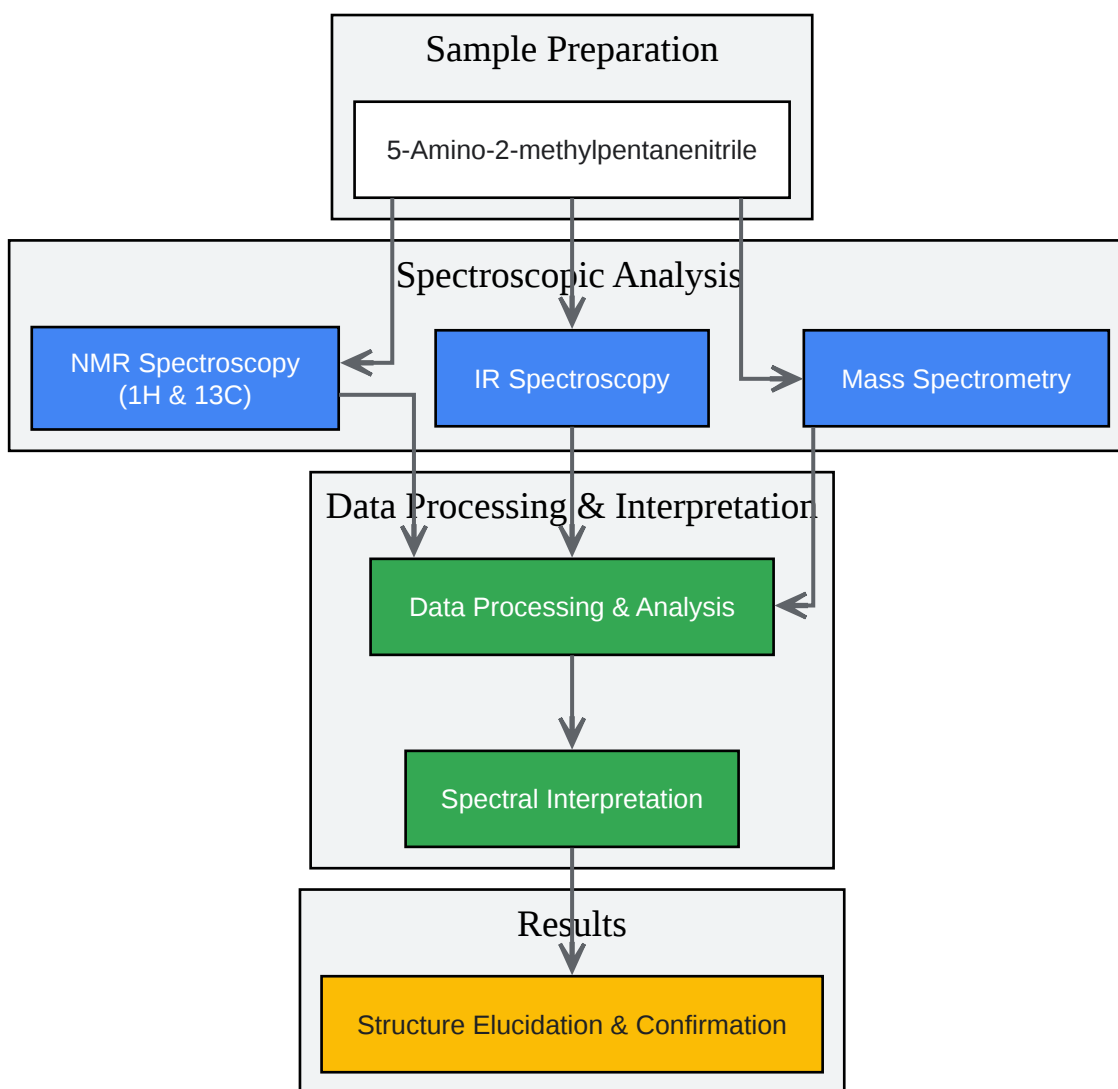 Sample Preparation
5-Amino-2-methylpentanenitrile
Spectroscopic Analysis
NMR Spectroscopy
(1H & 13C)
IR Spectroscopy
Mass Spectrometry
Data Processing & Interpretation
Data Processing & Analysis
Spectral Interpretation
Results
Structure Elucidation & Confirmation